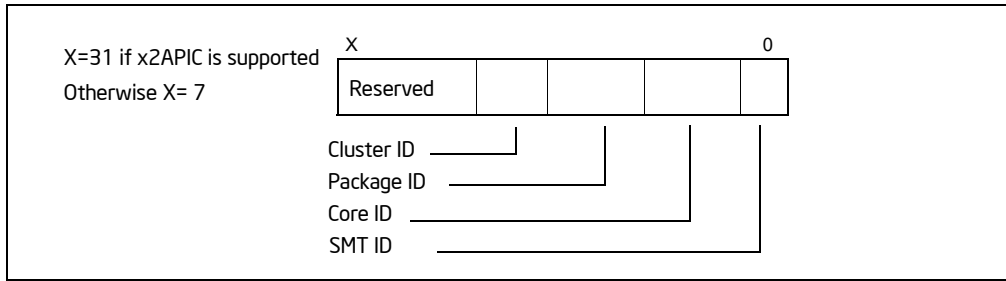 X=31 if x2APIC is supported
Otherwise X= 7
X 0
Reserved
Cluster ID
Package ID
Core ID
SMT ID